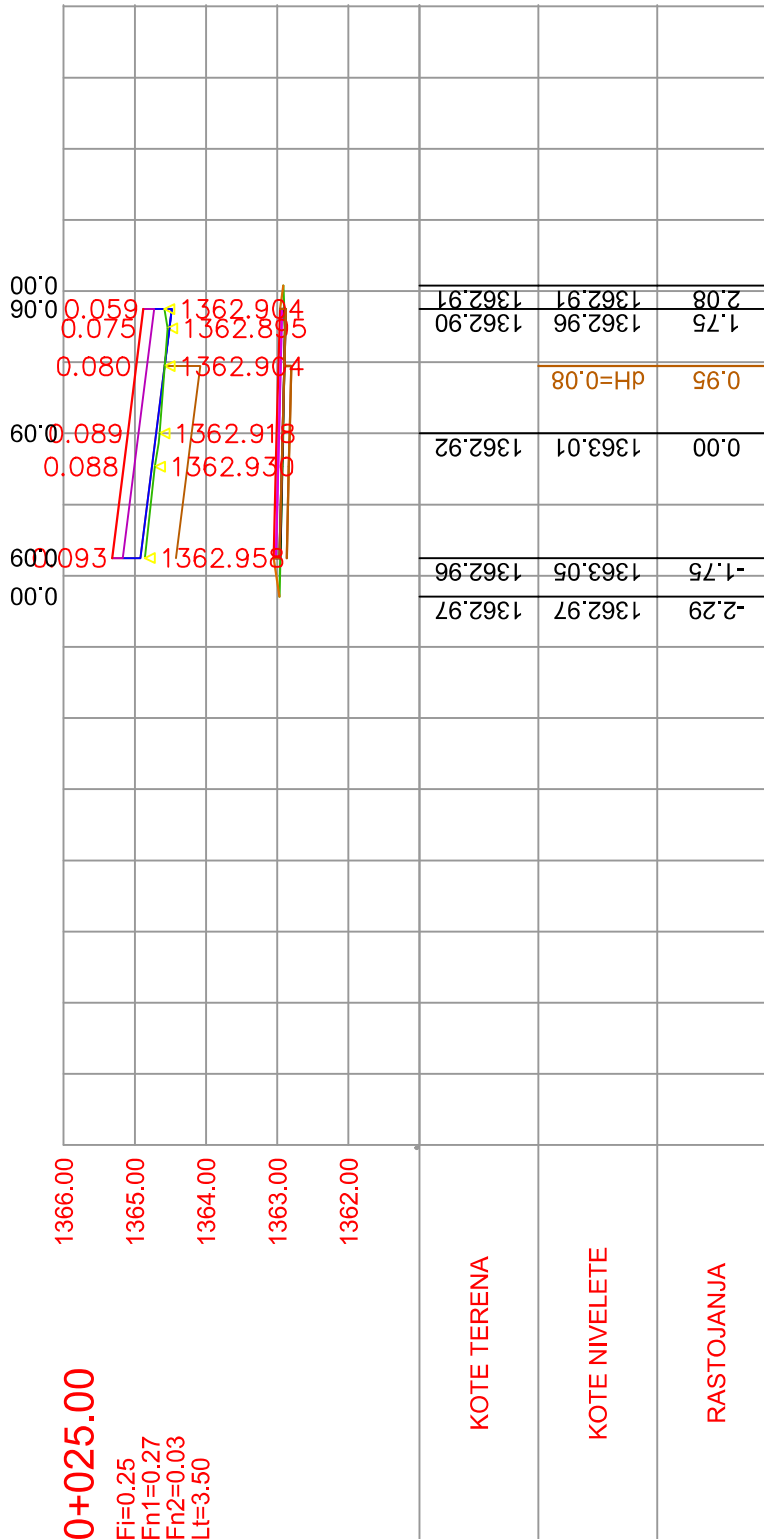 0.00
0.06
0.059 1362.904
0.075 1362.895
0.080 1362.904
0.09
0.089 1362.918
0.088 1362.930
0.09
0.093 1362.958
0.00
1362.91 1362.91 2.08
1362.90 1362.96 1.75
dH=0.08 0.95
1362.92 1363.01 0.00
1362.96 1363.05 -1.75
1362.97 1362.97 -2.29
1366.00
1365.00
1364.00
1363.00
1362.00
KOTE TERENA
KOTE NIVELETE
RASTOJANJA
0+025.00
Fi=0.25
Fn1=0.27
Fn2=0.03
Lt=3.50